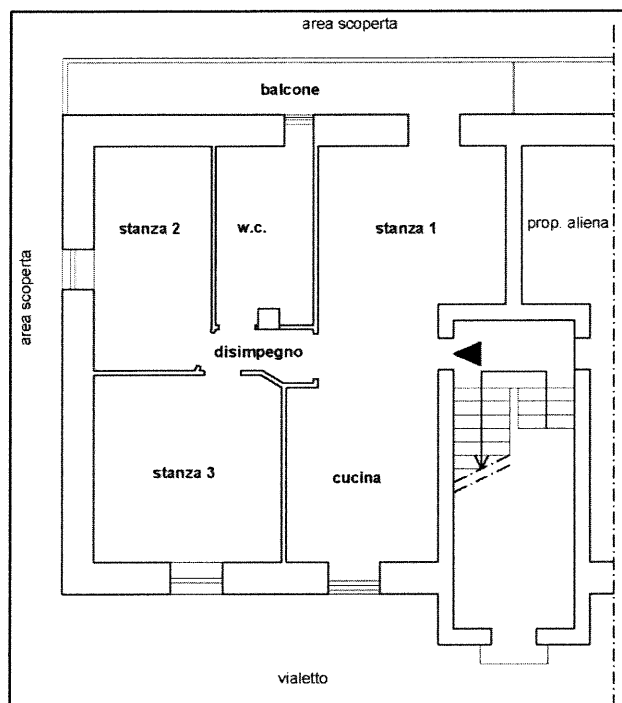 area scoperta
balcone
stanza 2
w.c.
stanza 1
prop. aliena
area scoperta
disimpegno
stanza 3
cucina
vialetto